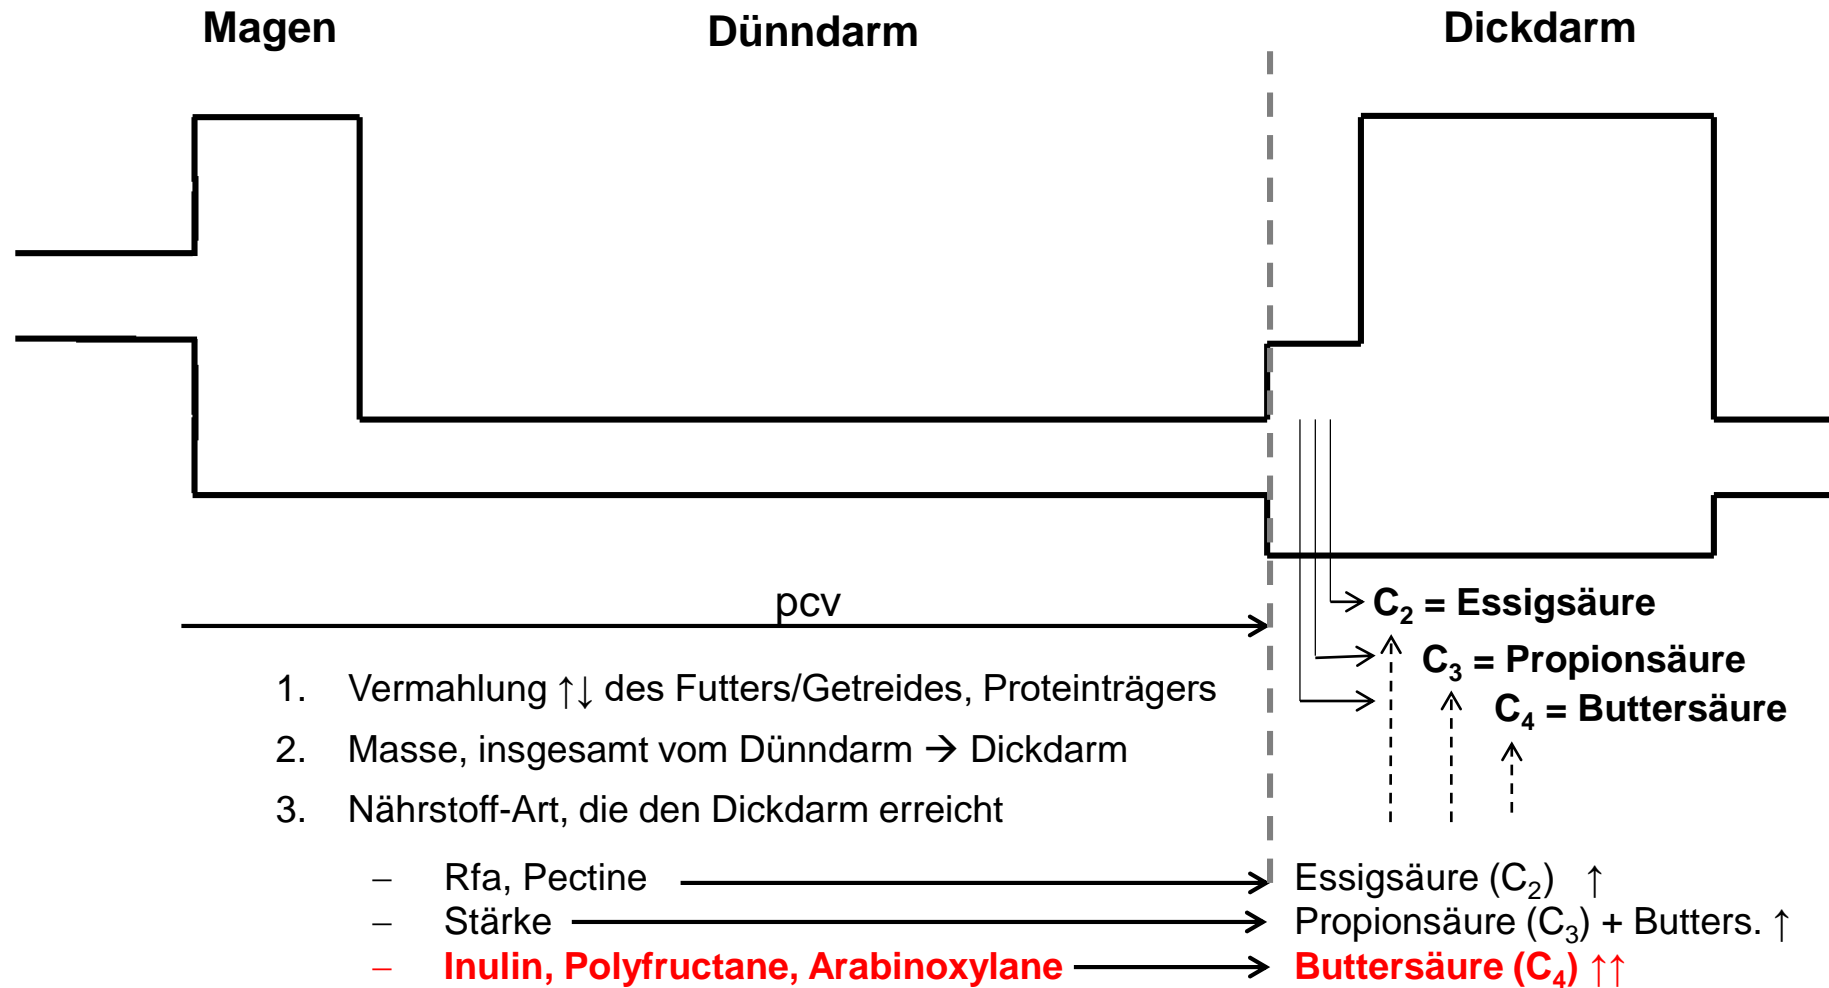 Magen Dünndarm Dickdarm
pcv
C₂ = Essigsäure
C₃ = Propionsäure
C₄ = Buttersäure
1. Vermahlung ↑↓ des Futters/Getreides, Proteinträgers
2. Masse, insgesamt vom Dünndarm → Dickdarm
3. Nährstoff-Art, die den Dickdarm erreicht
– Rfa, Pectine Essigsäure (C₂) ↑
– Stärke Propionsäure (C₃) + Butters. ↑
– Inulin, Polyfructane, Arabinoxylane Buttersäure (C₄) ↑↑